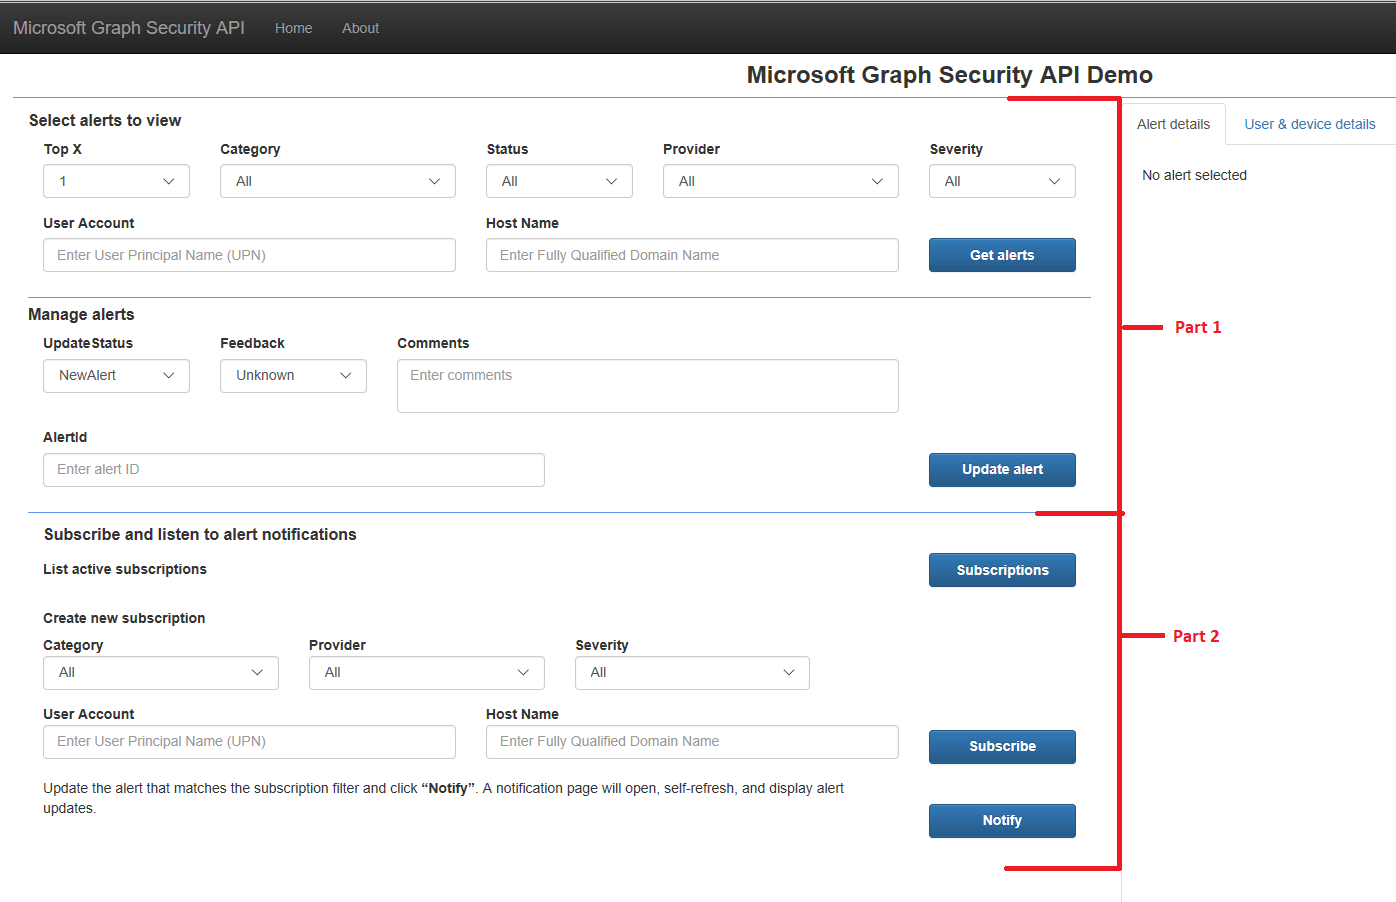 Microsoft Graph Security API Home About
Microsoft Graph Security API Demo
Select alerts to view
Top X Category Status Provider Severity
1 All All All All
User Account Host Name
Enter User Principal Name (UPN) Enter Fully Qualified Domain Name Get alerts
Manage alerts
UpdateStatus Feedback Comments
NewAlert Unknown Enter comments
AlertId
Enter alert ID Update alert
Subscribe and listen to alert notifications
List active subscriptions Subscriptions
Create new subscription
Category Provider Severity
All All All
User Account Host Name
Enter User Principal Name (UPN) Enter Fully Qualified Domain Name Subscribe
Update the alert that matches the subscription filter and click “Notify”. A notification page will open, self-refresh, and display alert
updates.
Notify
Alert details User & device details
No alert selected
Part 1
Part 2